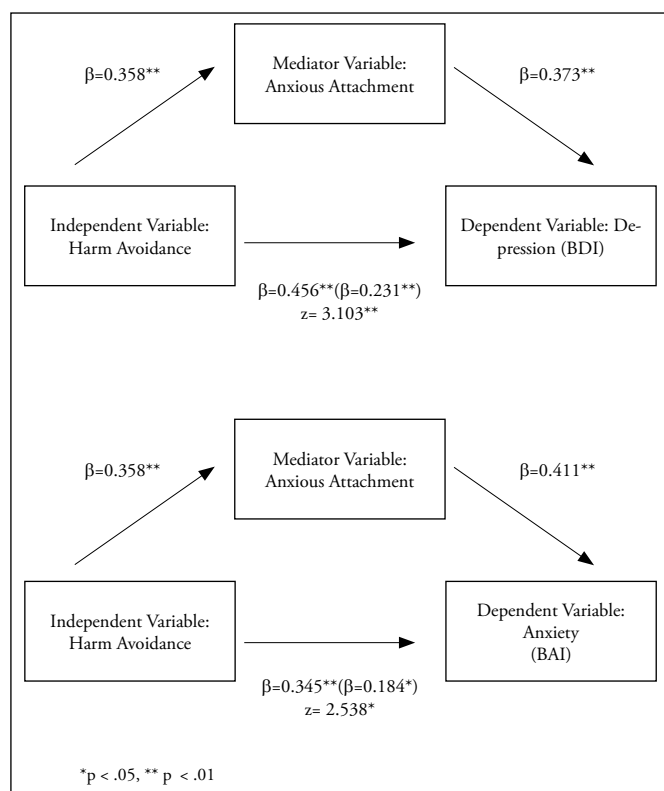 Mediator Variable:
Anxious Attachment
β=0.358**
β=0.373**
Independent Variable:
Harm Avoidance
Dependent Variable: De-
pression (BDI)
β=0.456**(β=0.231**)
z= 3.103**
Mediator Variable:
Anxious Attachment
β=0.358**
β=0.411**
Independent Variable:
Harm Avoidance
Dependent Variable:
Anxiety
(BAI)
β=0.345**(β=0.184*)
z= 2.538*
*p < .05, ** p < .01